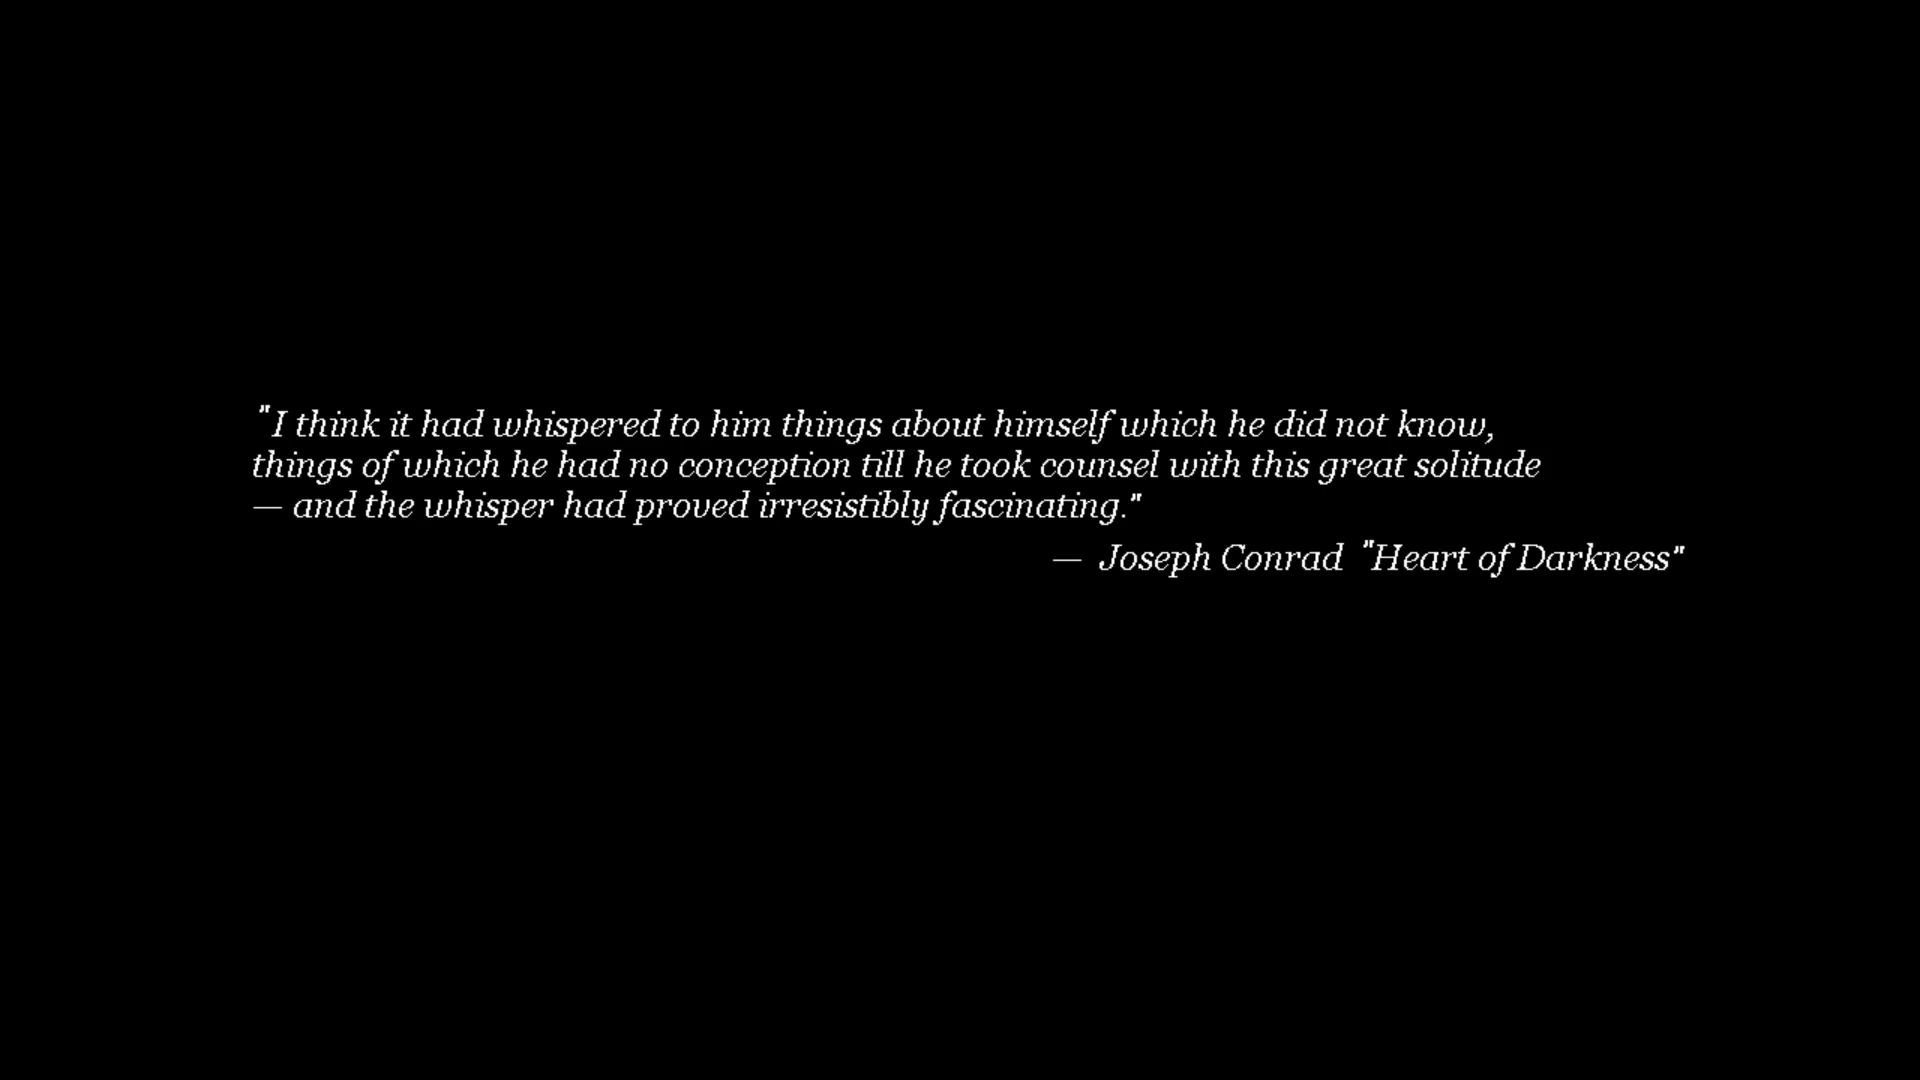 "I think it had whispered to him things about himself which he did not know,
things of which he had no conception till he took counsel with this great solitude
— and the whisper had proved irresistibly fascinating."
— Joseph Conrad "Heart of Darkness"